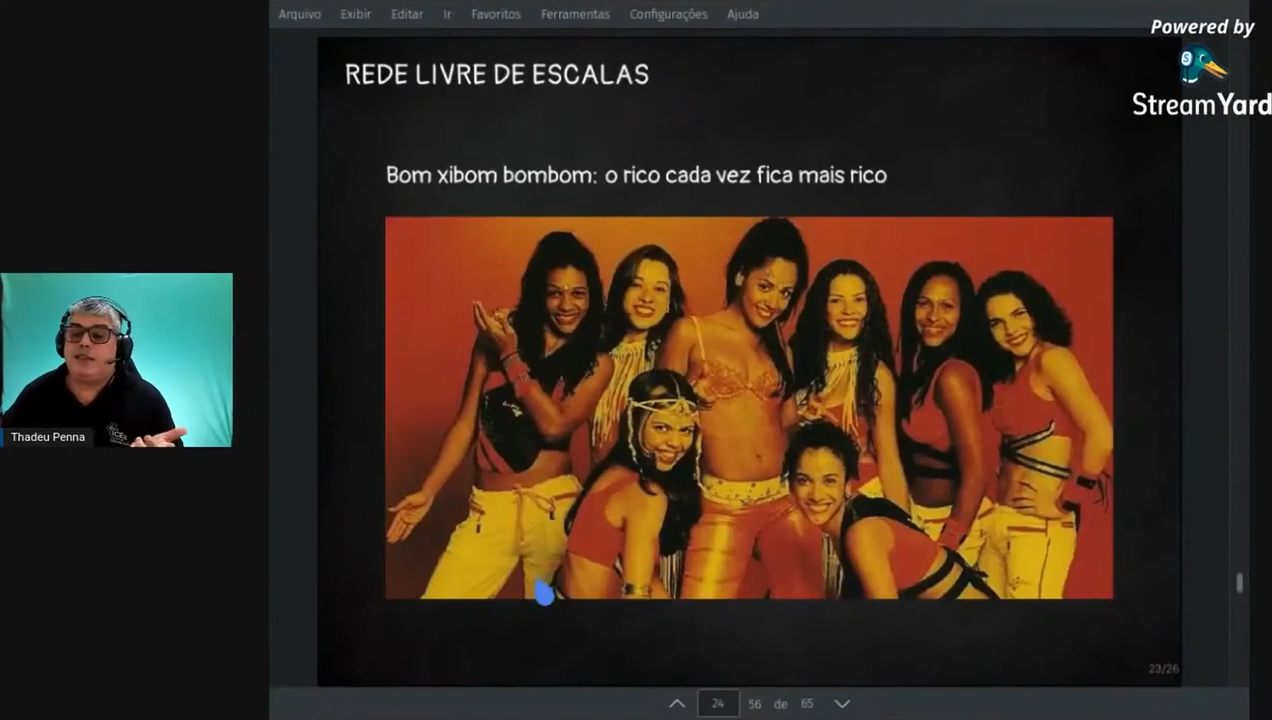 Arquivo Exibir Editar Ir Favoritos Ferramentas Configurações Ajuda
Powered by
StreamYard
REDE LIVRE DE ESCALAS
Bom xibom bombom: o rico cada vez fica mais rico
Thadeu Penna
23/26
24 56 de 65